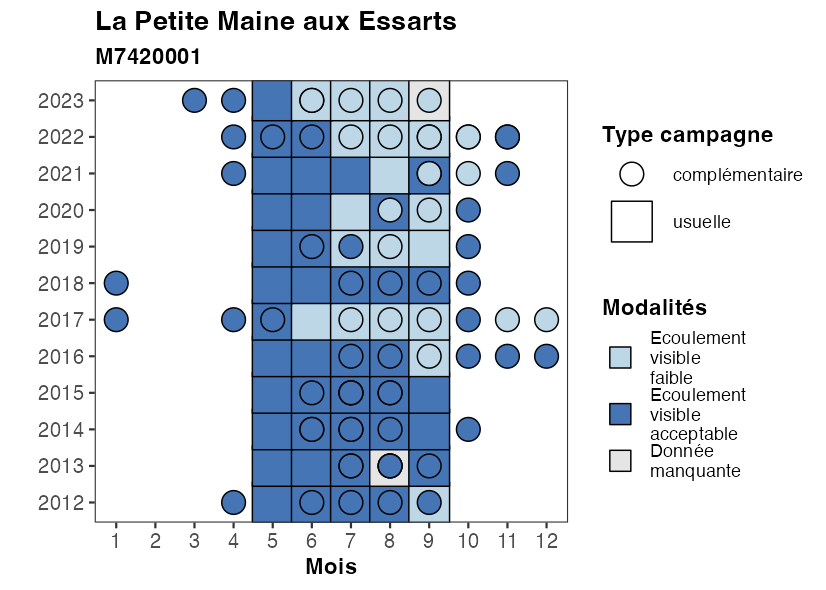 La Petite Maine aux Essarts
M7420001
2023
2022
2021
2020
2019
2018
2017
2016
2015
2014
2013
2012
1 2 3 4 5 6 7 8 9 10 11 12
Mois
Type campagne
complémentaire
usuelle
Modalités
Ecoulement
visible
faible
Ecoulement
visible
acceptable
Donnée
manquante